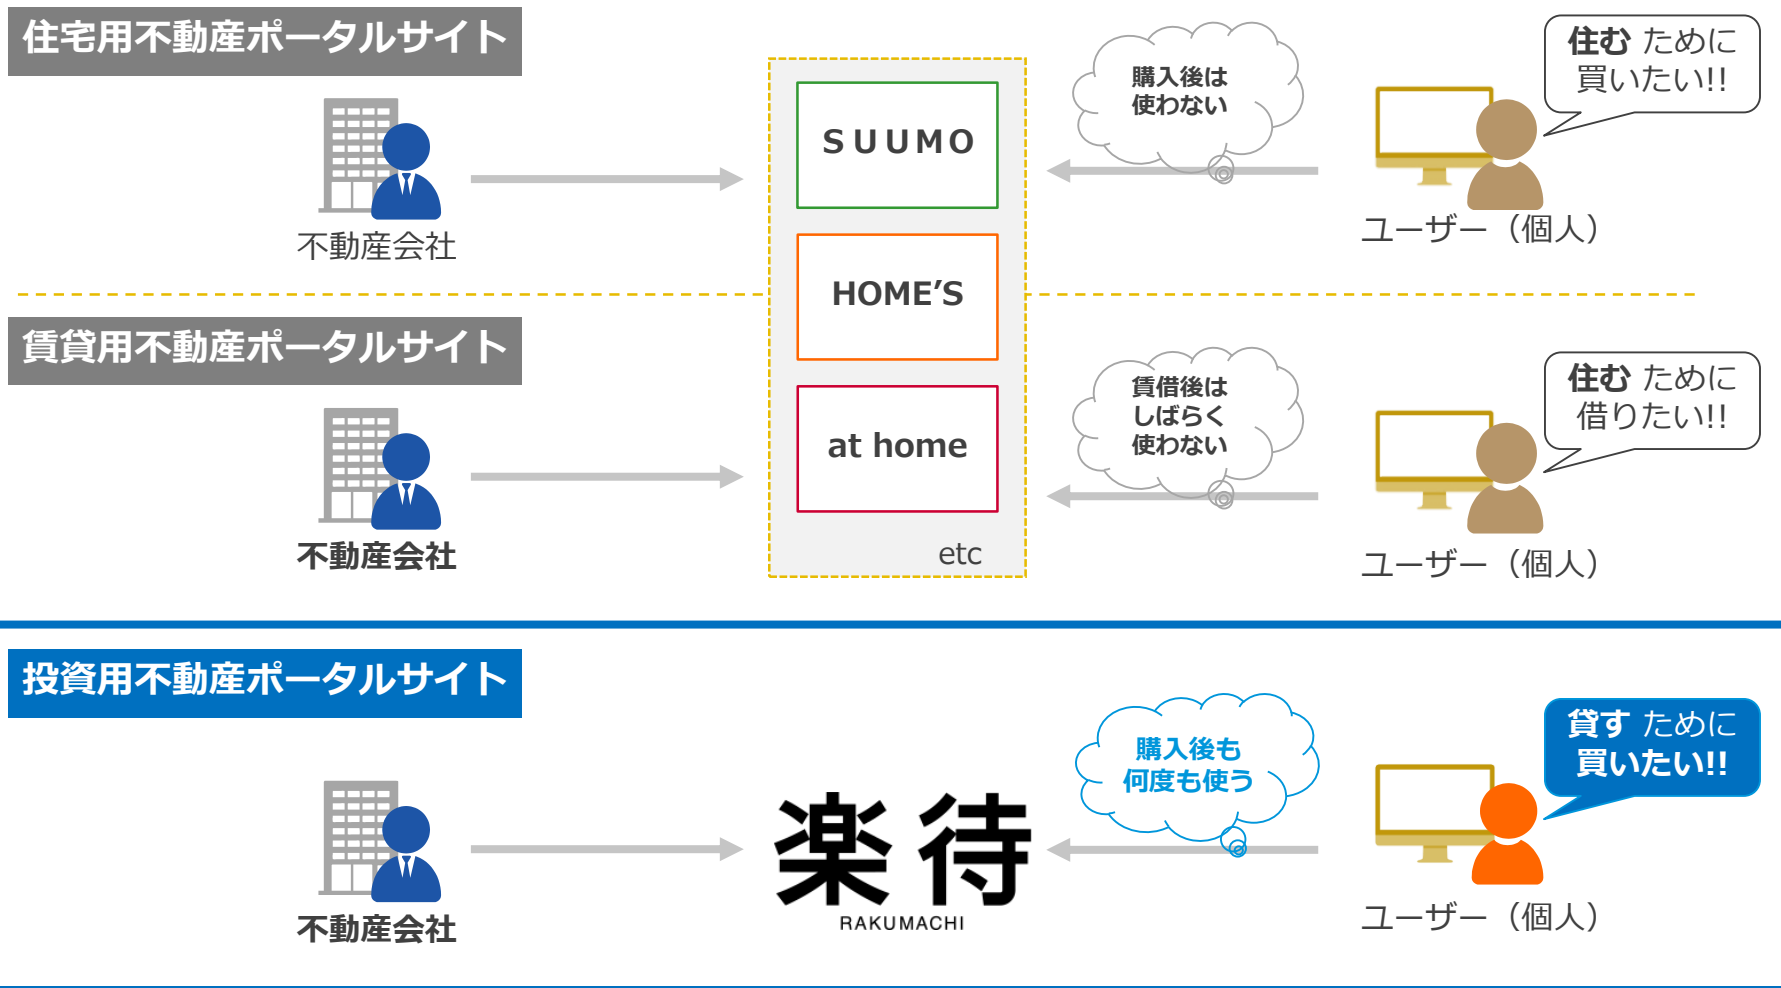 住宅用不動産ポータルサイト
不動産会社
SUUMO
HOME’S
at home
etc
購入後は
使わない
住む ために
買いたい!!
ユーザー（個人）
賃貸用不動産ポータルサイト
不動産会社
賃借後は
しばらく
使わない
住む ために
借りたい!!
ユーザー（個人）
投資用不動産ポータルサイト
不動産会社
楽待
RAKUMACHI
購入後も
何度も使う
貸す ために
買いたい!!
ユーザー（個人）